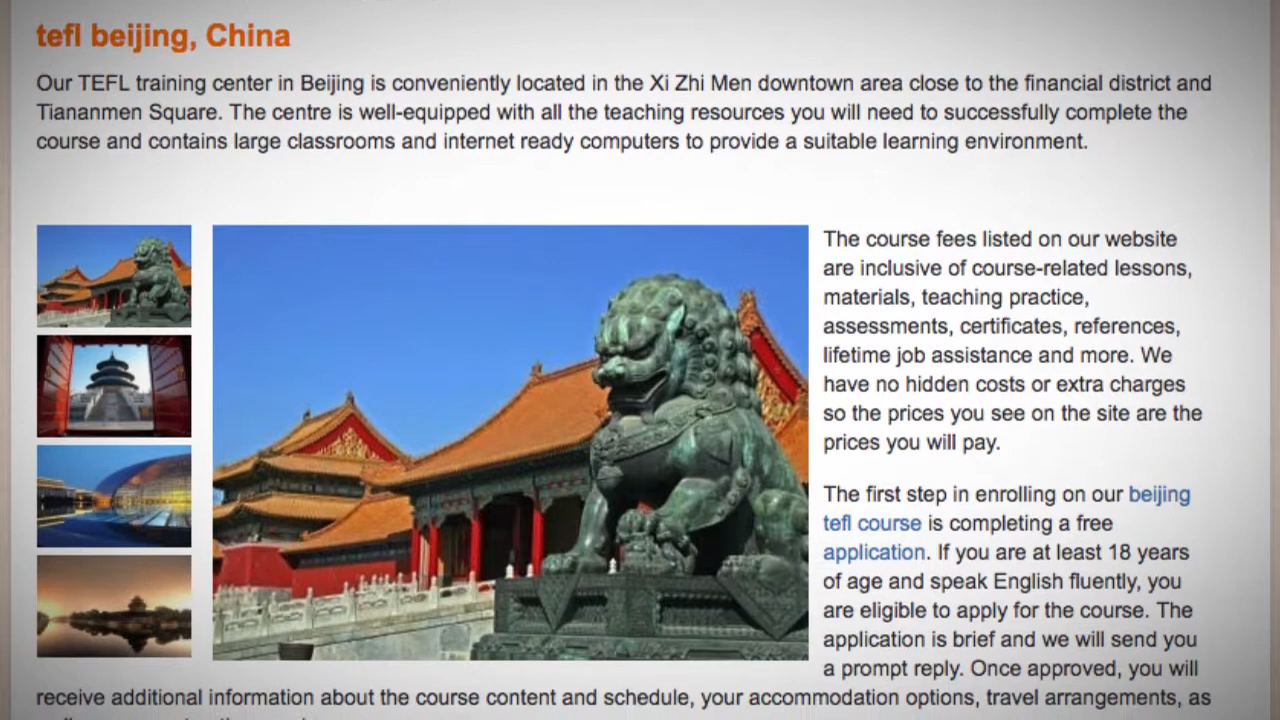 tefl beijing, China
Our TEFL training center in Beijing is conveniently located in the Xi Zhi Men downtown area close to the financial district and
Tiananmen Square. The centre is well-equipped with all the teaching resources you will need to successfully complete the
course and contains large classrooms and internet ready computers to provide a suitable learning environment.
The course fees listed on our website
are inclusive of course-related lessons,
materials, teaching practice,
assessments, certificates, references,
lifetime job assistance and more. We
have no hidden costs or extra charges
so the prices you see on the site are the
prices you will pay.
The first step in enrolling on our beijing
tefl course is completing a free
application. If you are at least 18 years
of age and speak English fluently, you
are eligible to apply for the course. The
application is brief and we will send you
a prompt reply. Once approved, you will
receive additional information about the course content and schedule, your accommodation options, travel arrangements, as